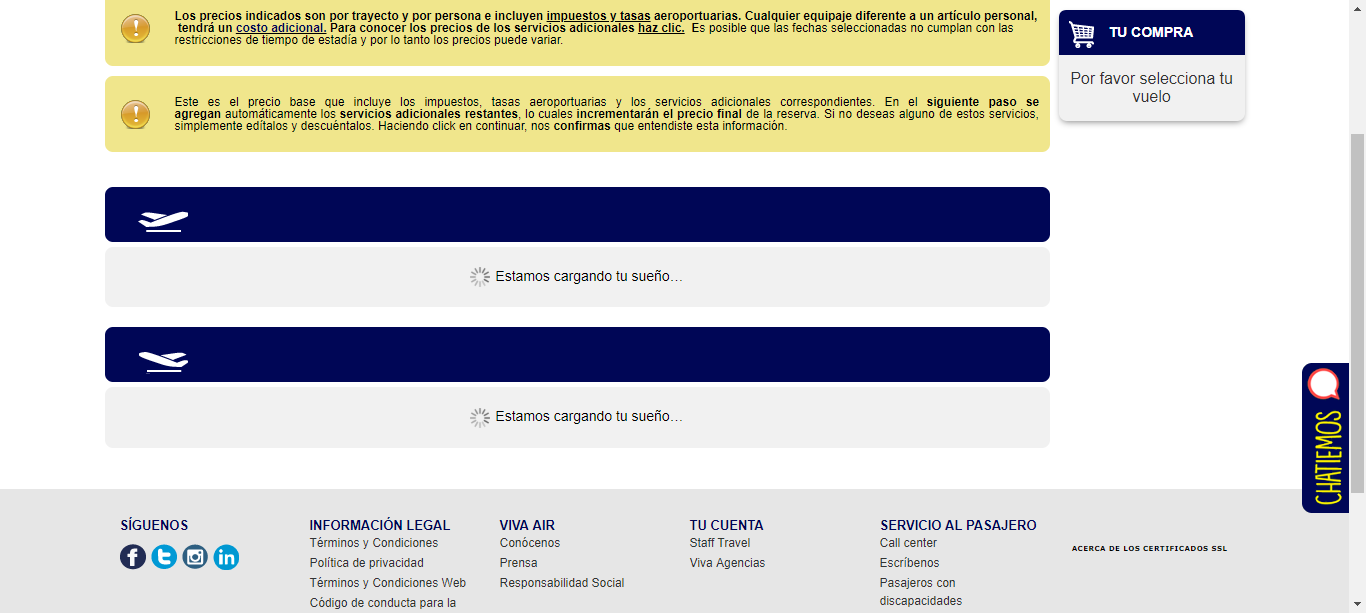 Los precios indicados son por trayecto y por persona e incluyen impuestos y tasas aeroportuarias. Cualquier equipaje diferente a un artículo personal,
tendrá un costo adicional. Para conocer los precios de los servicios adicionales haz clic. Es posible que las fechas seleccionadas no cumplan con las
restricciones de tiempo de estadía y por lo tanto los precios puede variar.
TU COMPRA
Por favor selecciona tu
vuelo
Este es el precio base que incluye los impuestos, tasas aeroportuarias y los servicios adicionales correspondientes. En el siguiente paso se
agregan automáticamente los servicios adicionales restantes, lo cuales incrementarán el precio final de la reserva. Si no deseas alguno de estos servicios,
simplemente edítalos y descuéntalos. Haciendo click en continuar, nos confirmas que entendiste esta información.
Estamos cargando tu sueño…
Estamos cargando tu sueño…
CHATIEMOS
SÍGUENOS
INFORMACIÓN LEGAL
Términos y Condiciones
Política de privacidad
Términos y Condiciones Web
Código de conducta para la
VIVA AIR
Conócenos
Prensa
Responsabilidad Social
TU CUENTA
Staff Travel
Viva Agencias
SERVICIO AL PASAJERO
Call center
Escríbenos
Pasajeros con
discapacidades
ACERCA DE LOS CERTIFICADOS SSL